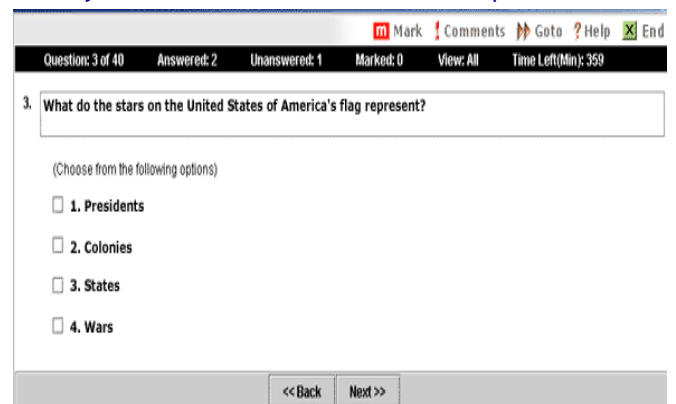 m Mark ! Comments Goto ? Help X End
Question: 3 of 40 Answered: 2 Unanswered: 1 Marked: 0 View: All Time Left(Min): 359
3. What do the stars on the United States of America's flag represent?
(Choose from the following options)
1. Presidents
2. Colonies
3. States
4. Wars
<< Back Next >>